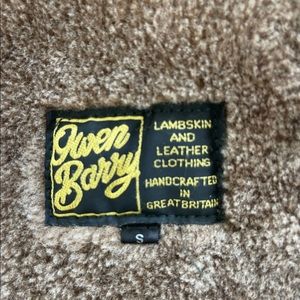 Owen
Barry
LAMBSKIN
AND
LEATHER
CLOTHING
HANDCRAFTED
IN
GREAT BRITAIN
S